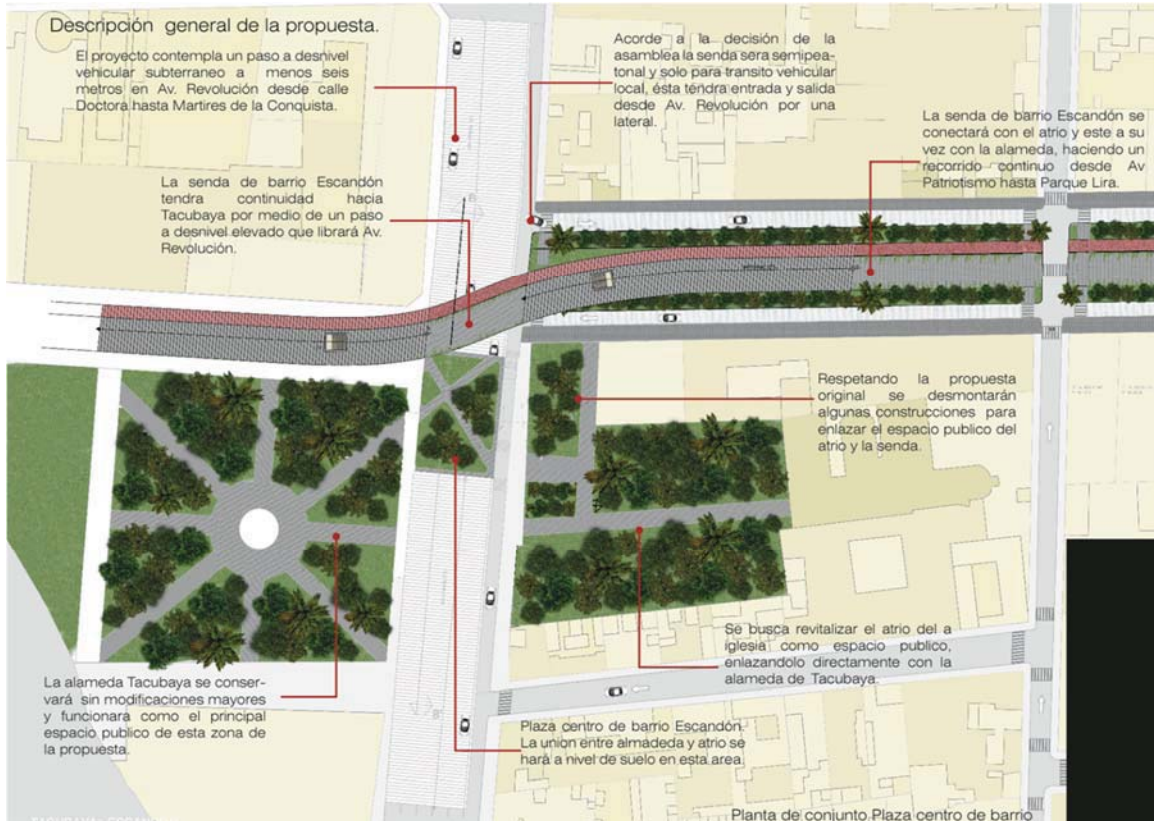 Descripción general de la propuesta.
El proyecto contempla un paso a desnivel
vehicular subterraneo a menos seis
metros en Av. Revolución desde calle
Doctora hasta Martires de la Conquista.
La senda de barrio Escandón
tendra continuidad hacia
Tacubaya por medio de un paso
a desnivel elevado que librará Av.
Revolución.
Acorde a la decisión de la
asamblea la senda sera semipea-
tonal y solo para transito vehicular
local, ésta tendra entrada y salida
desde Av. Revolución por una
lateral.
La senda de barrio Escandón se
conectará con el atrio y este a su
vez con la alameda, haciendo un
recorrido continuo desde Av
Patriotismo hasta Parque Lira.
Respetando la propuesta
original se desmontarán
algunas construcciones para
enlazar el espacio publico del
atrio y la senda.
Se busca revitalizar el atrio del a
iglesia como espacio publico,
enlazandolo directamente con la
alameda de Tacubaya.
La alameda Tacubaya se conser-
vará sin modificaciones mayores
y funcionara como el principal
espacio publico de esta zona de
la propuesta.
Plaza centro de barrio Escandón.
La union entre almadeda y atrio se
hará a nivel de suelo en esta area.
Planta de conjunto Plaza centro de barrio